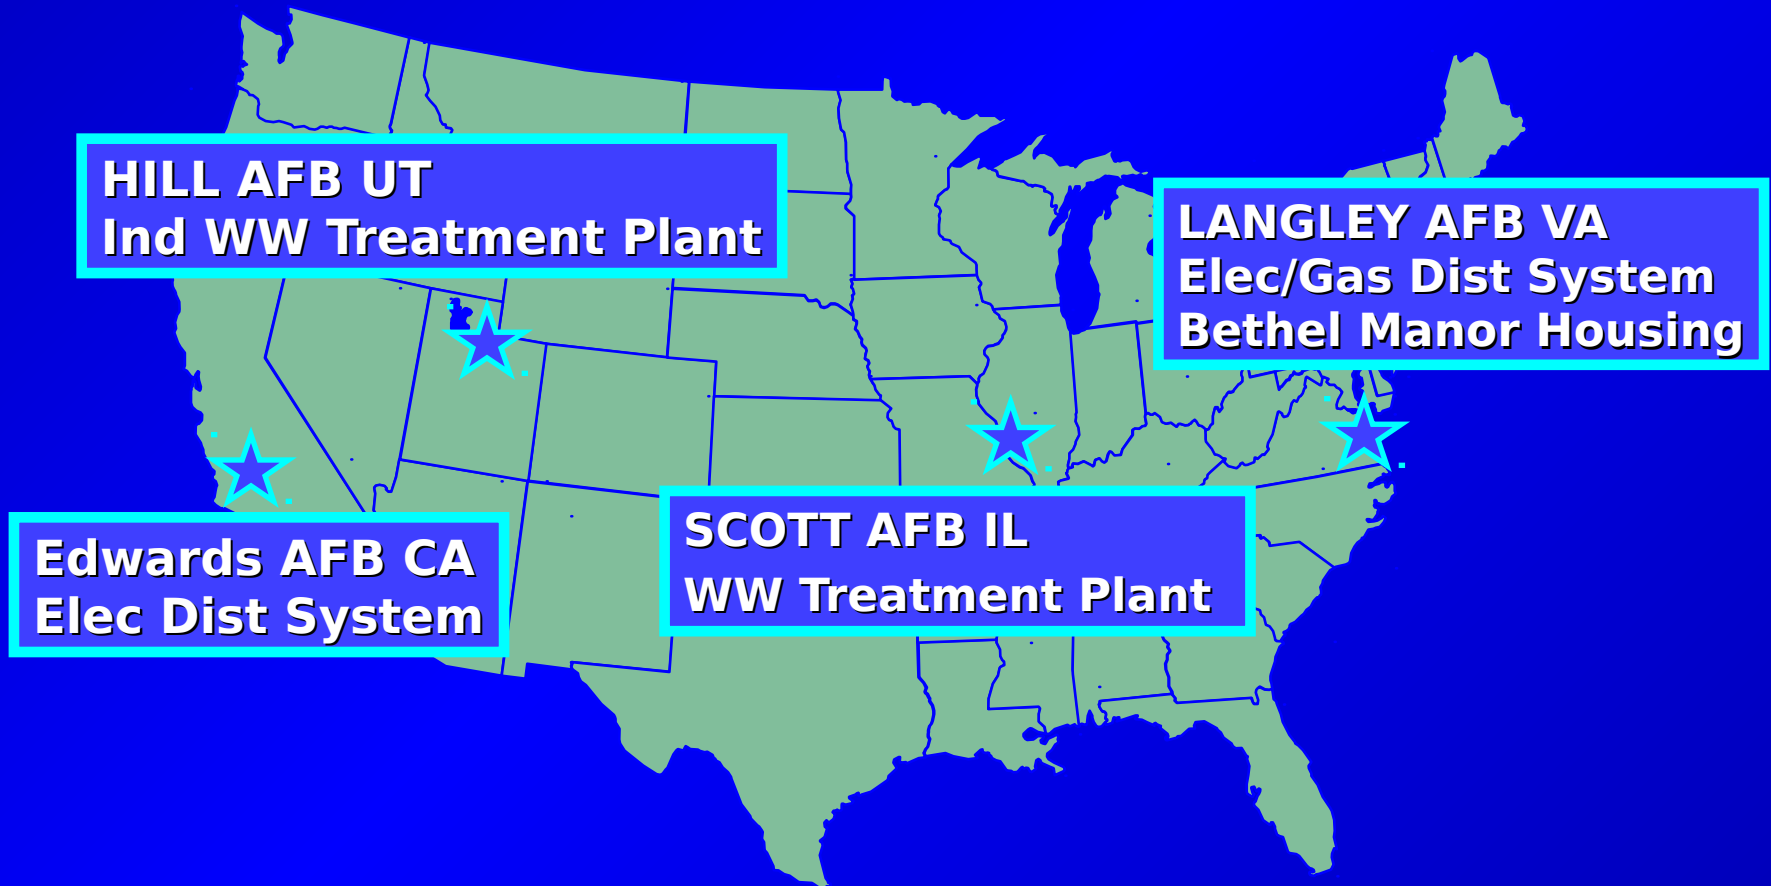 HILL AFB UT
Ind WW Treatment Plant
LANGLEY AFB VA
Elec/Gas Dist System
Bethel Manor Housing
Edwards AFB CA
Elec Dist System
SCOTT AFB IL
WW Treatment Plant